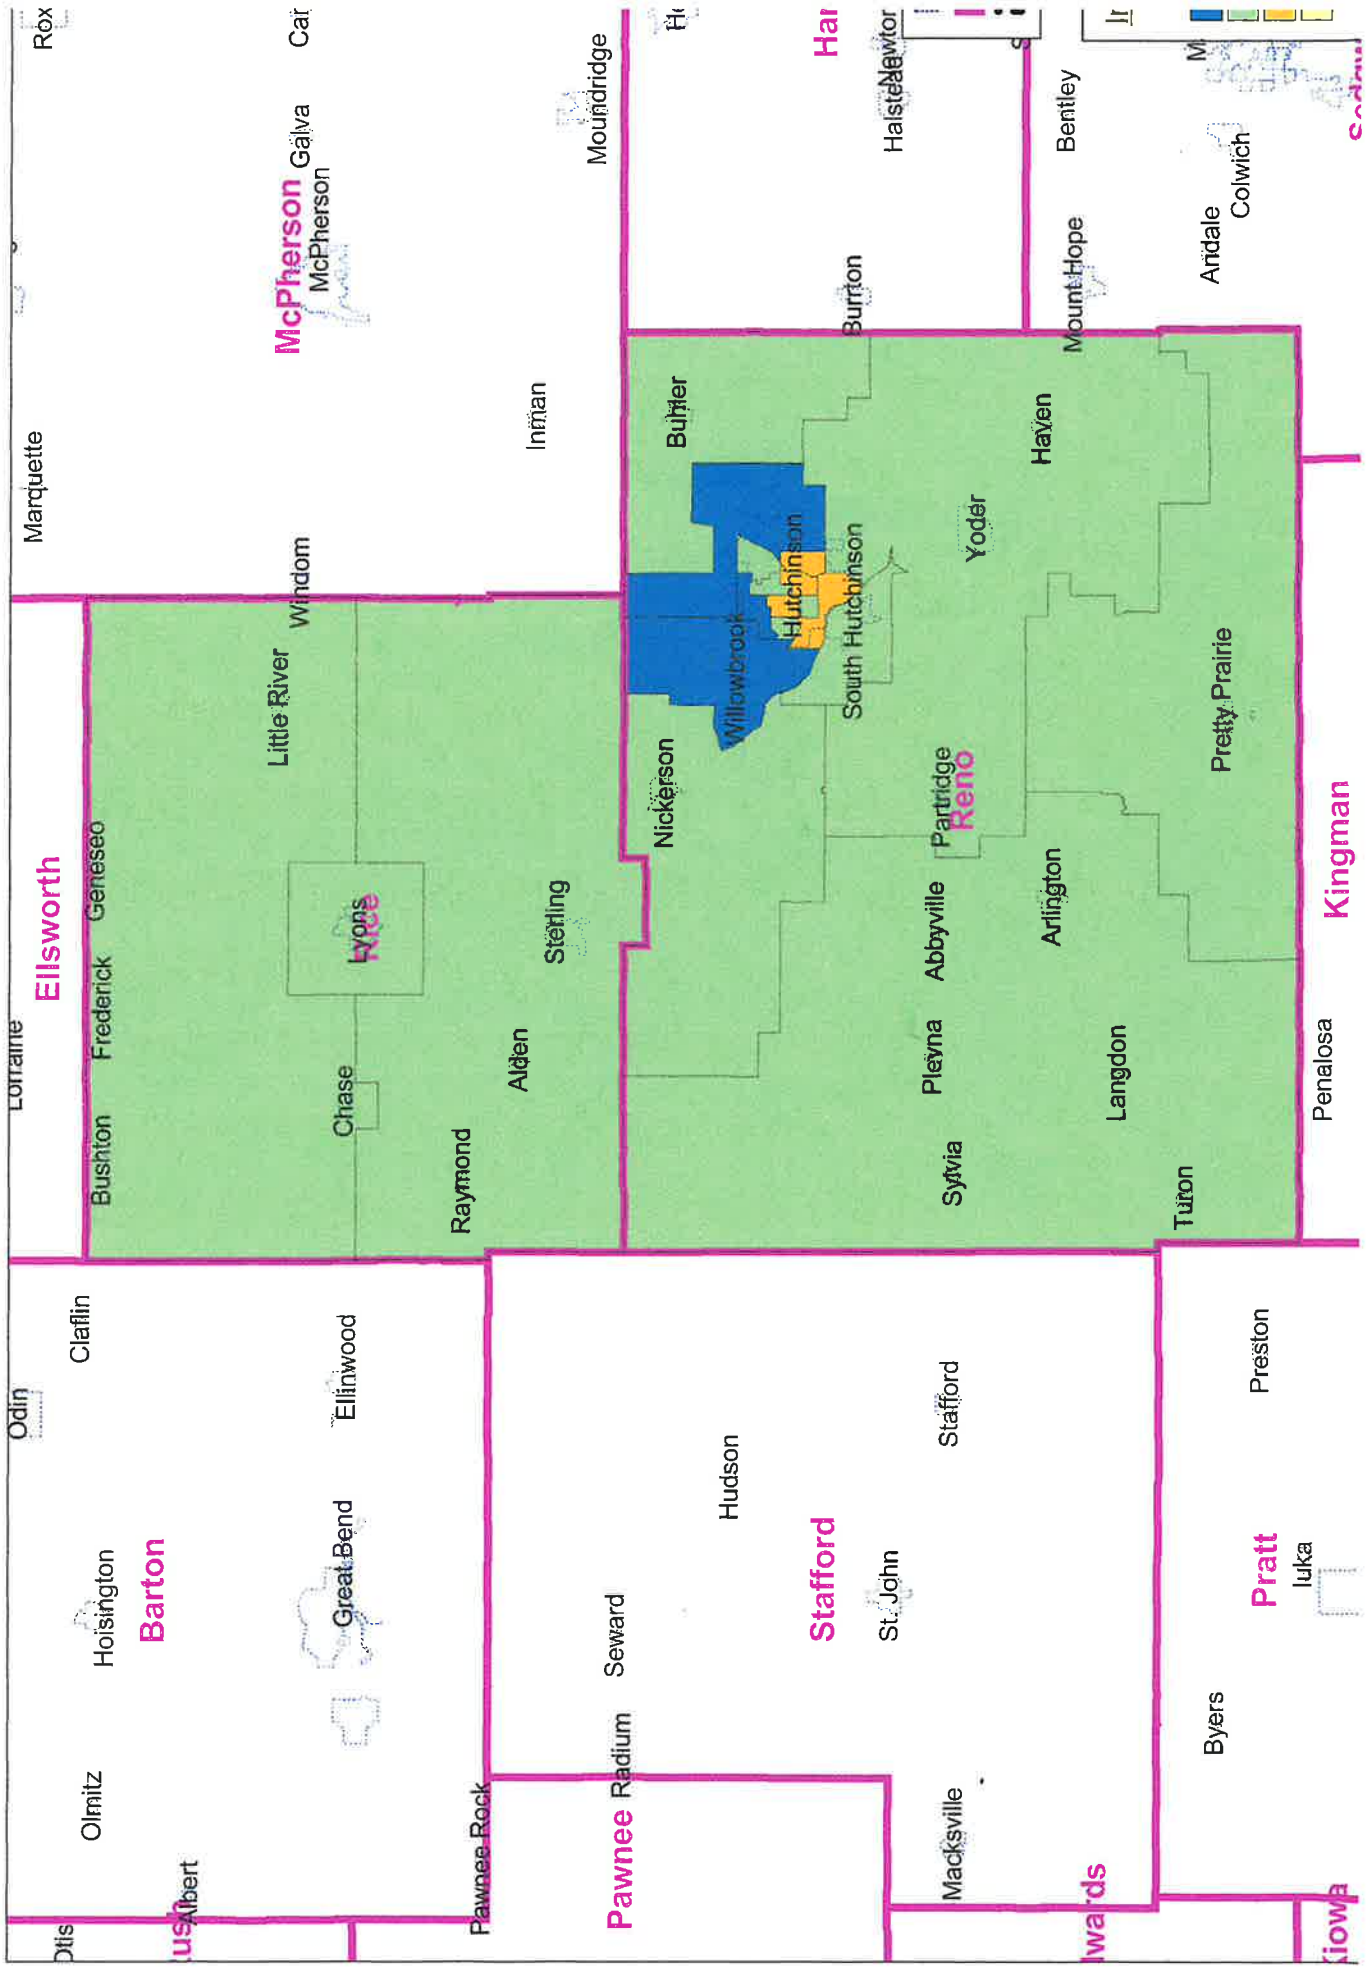 Odin
Lorraine
Marquette
Rox
Otis
Olmitz
Hoisington
Claflin
Ellsworth
Bushton
Frederick
Geneseo
Albert
Barton
Great Bend
Ellinwood
Chase
Lyons
Rice
Little River
Windom
McPherson
McPherson
Galva
Car
Pawnee Rock
Raymond
Alden
Sterling
Inman
Moundridge
Pawnee
Radium
Seward
Hudson
Nickerson
Willowbrook
Buhler
Stafford
St. John
Hutchinson
South Hutchinson
Burrton
Halstead
Newton
Har
Macksville
Stafford
Sylvia
Plevna
Abbyville
Partridge
Reno
Yoder
Haven
Mount Hope
Bentley
wards
Langdon
Arlington
Turon
Pretty Prairie
Andale
Colwich
M
Byers
Pratt
Iuka
Preston
Penalosa
Kingman
Kiowa
Sedgw